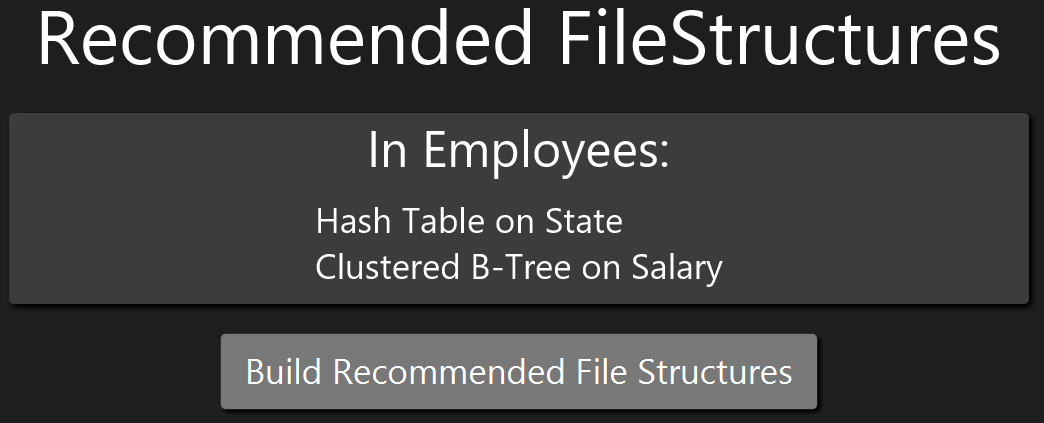 Recommended FileStructures
In Employees:
Hash Table on State
Clustered B-Tree on Salary
Build Recommended File Structures